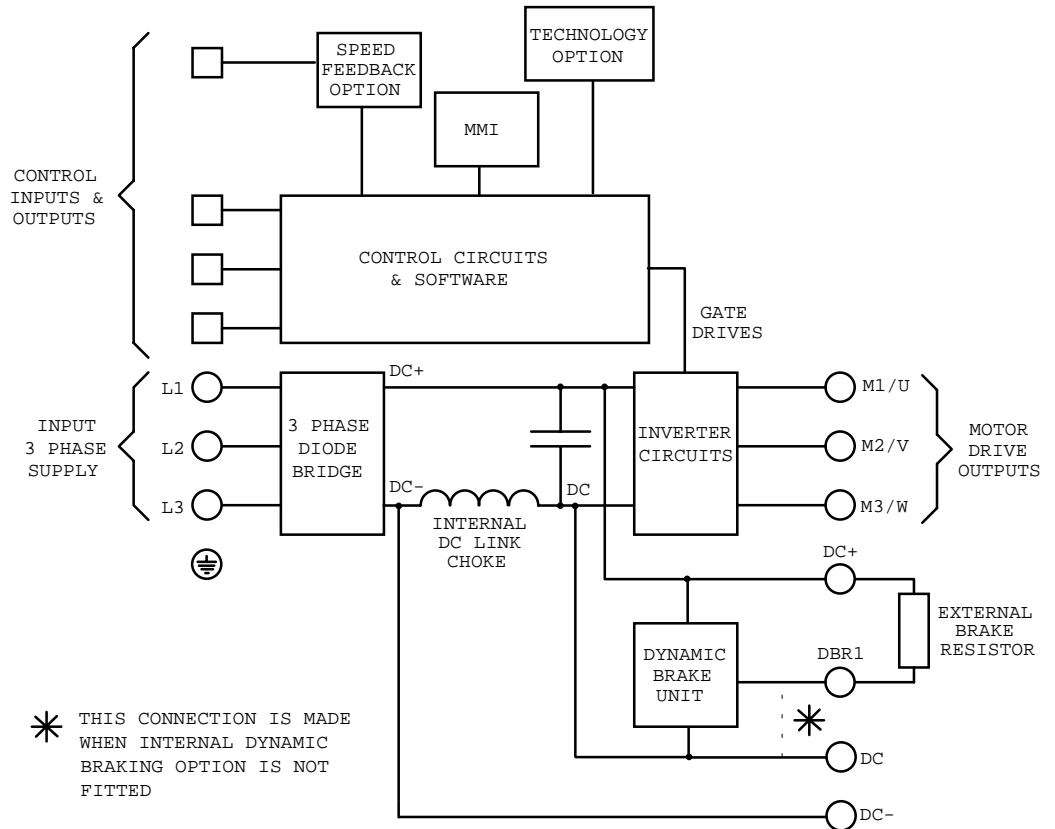 TECHNOLOGY
OPTION
SPEED
FEEDBACK
OPTION
MMI
CONTROL
INPUTS &
OUTPUTS
CONTROL CIRCUITS
& SOFTWARE
GATE
DRIVES
INPUT
3 PHASE
SUPPLY
L1
L2
L3
3 PHASE
DIODE
BRIDGE
DC+
DC-
INTERNAL
DC LINK
CHOKE
DC
INVERTER
CIRCUITS
M1/U
M2/V
M3/W
MOTOR
DRIVE
OUTPUTS
DC+
EXTERNAL
BRAKE
RESISTOR
DYNAMIC
BRAKE
UNIT
DBR1
DC
DC-
THIS CONNECTION IS MADE
WHEN INTERNAL DYNAMIC
BRAKING OPTION IS NOT
FITTED